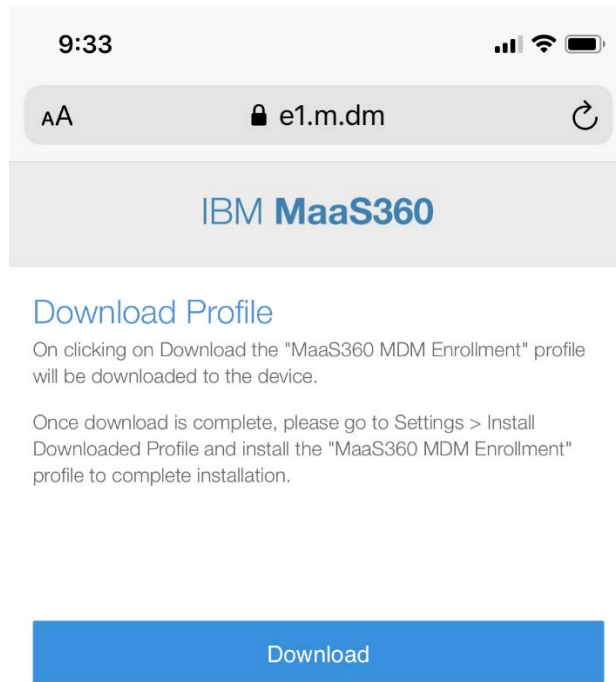 9:33
AA e1.m.dm
IBM MaaS360
Download Profile
On clicking on Download the "MaaS360 MDM Enrollment" profile
will be downloaded to the device.
Once download is complete, please go to Settings > Install
Downloaded Profile and install the "MaaS360 MDM Enrollment"
profile to complete installation.
Download